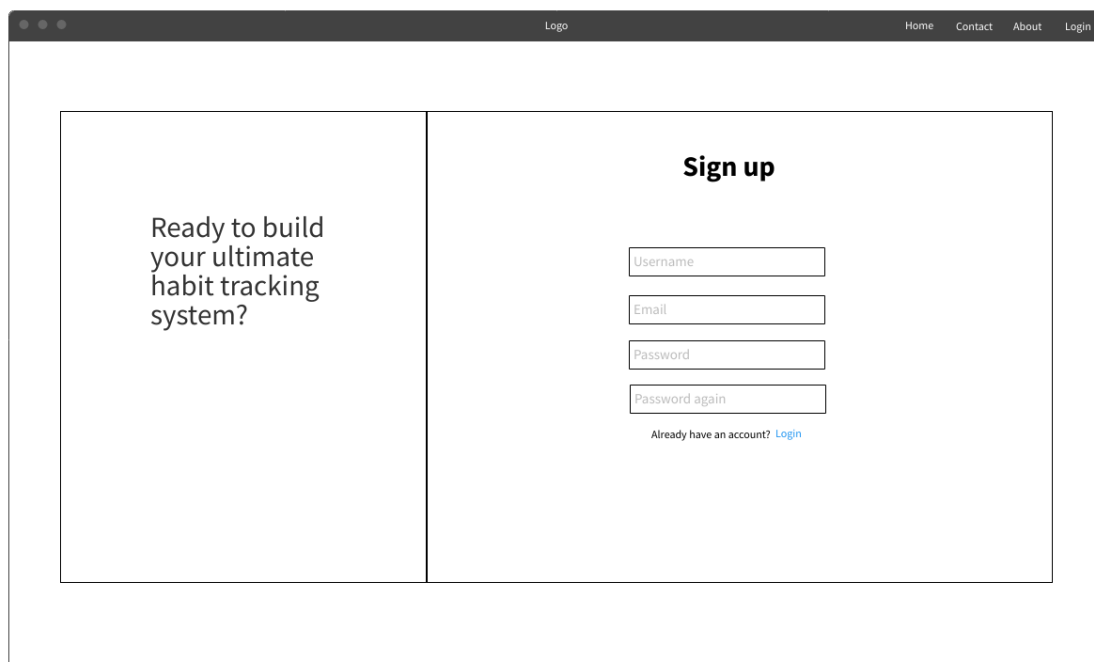 Logo
Home Contact About Login
Ready to build
your ultimate
habit tracking
system?
Sign up
Username
Email
Password
Password again
Already have an account? Login